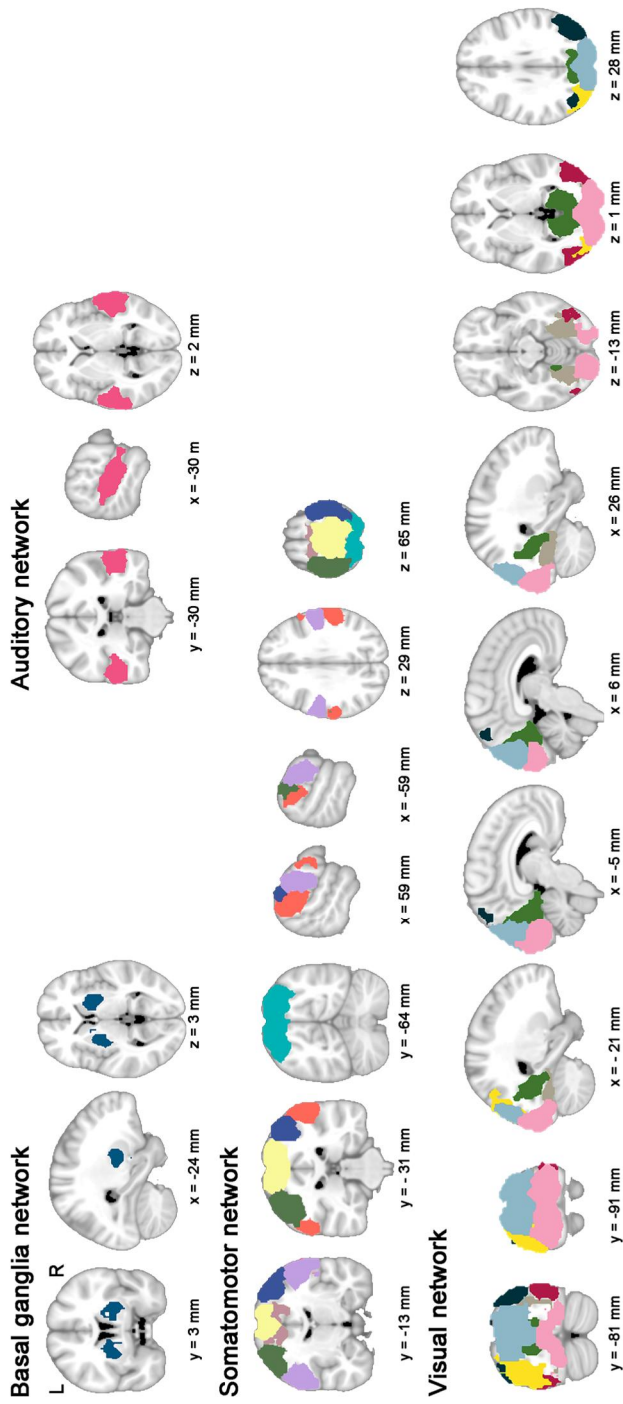 Basal ganglia network
L R
y = 3 mm x = -24 mm z = 3 mm
Auditory network
y = -30 mm x = -30 m z = 2 mm
Somatomotor network
y = -13 mm y = - 31 mm y = -64 mm x = 59 mm x = -59 mm z = 29 mm z = 65 mm
Visual network
y = -81 mm y = -91 mm x = - 21 mm x = -5 mm x = 6 mm x = 26 mm z = -13 mm z = 1 mm z = 28 mm